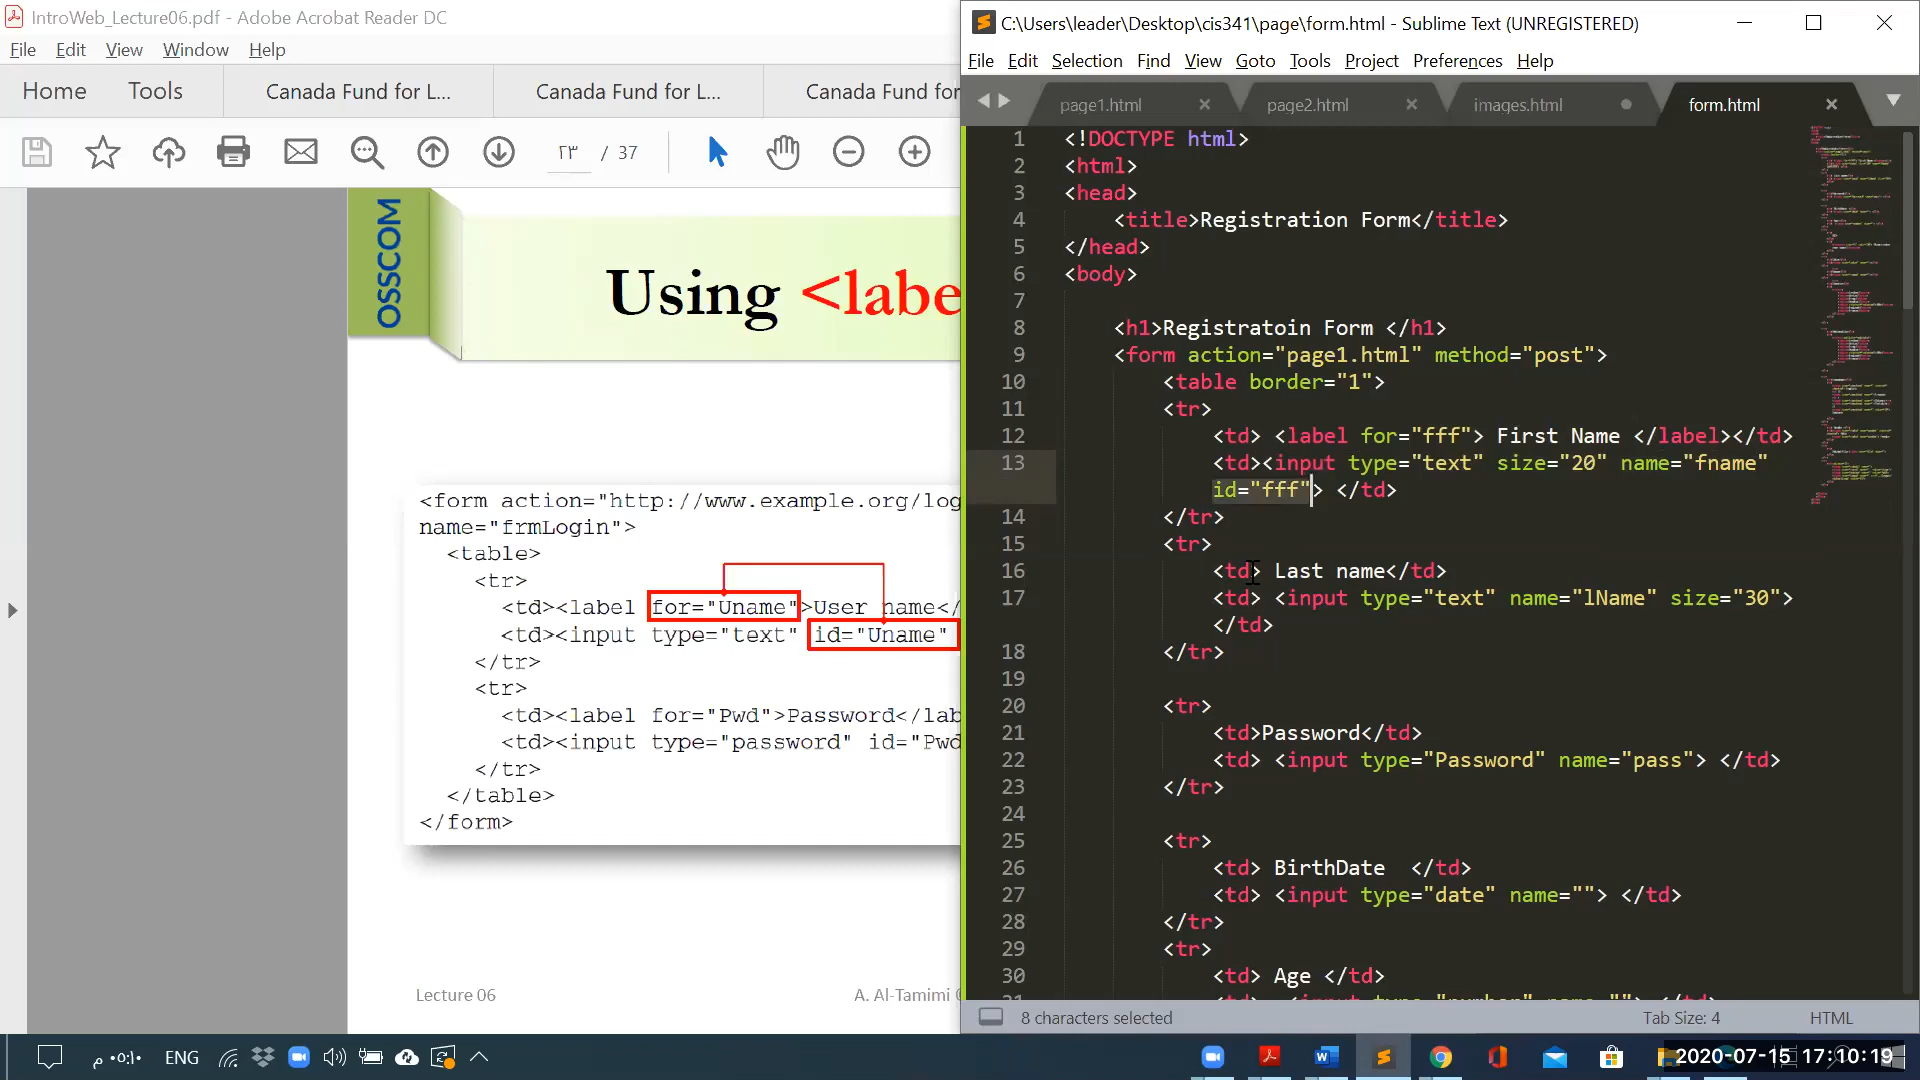 IntroWeb_Lecture06.pdf - Adobe Acrobat Reader DC
File Edit View Window Help
Home Tools Canada Fund for L... Canada Fund for L... Canada Fund for
٢٣ / 37
OSSCOM
Using <labe
<form action="http://www.example.org/log
name="frmLogin">
<table>
<tr>
<td><label for="Uname">User name</
<td><input type="text" id="Uname"
</tr>
<tr>
<td><label for="Pwd">Password</lab
<td><input type="password" id="Pwd
</tr>
</table>
</form>
Lecture 06
A. Al-Tamimi ©
C:\Users\leader\Desktop\cis341\page\form.html - Sublime Text (UNREGISTERED)
File Edit Selection Find View Goto Tools Project Preferences Help
page1.html page2.html images.html form.html
1 <!DOCTYPE html>
2 <html>
3 <head>
4 <title>Registration Form</title>
5 </head>
6 <body>
7
8 <h1>Registratoin Form </h1>
9 <form action="page1.html" method="post">
10 <table border="1">
11 <tr>
12 <td> <label for="fff"> First Name </label></td>
13 <td><input type="text" size="20" name="fname"
id="fff"> </td>
14 </tr>
15 <tr>
16 <td> Last name</td>
17 <td> <input type="text" name="lName" size="30">
</td>
18 </tr>
19
20 <tr>
21 <td>Password</td>
22 <td> <input type="Password" name="pass"> </td>
23 </tr>
24
25 <tr>
26 <td> BirthDate </td>
27 <td> <input type="date" name=""> </td>
28 </tr>
29 <tr>
30 <td> Age </td>
31 <td> <input type="number" name=""> </td>
8 characters selected
Tab Size: 4
HTML
م ٠٥:١٠
ENG
2020-07-15 17:10:19